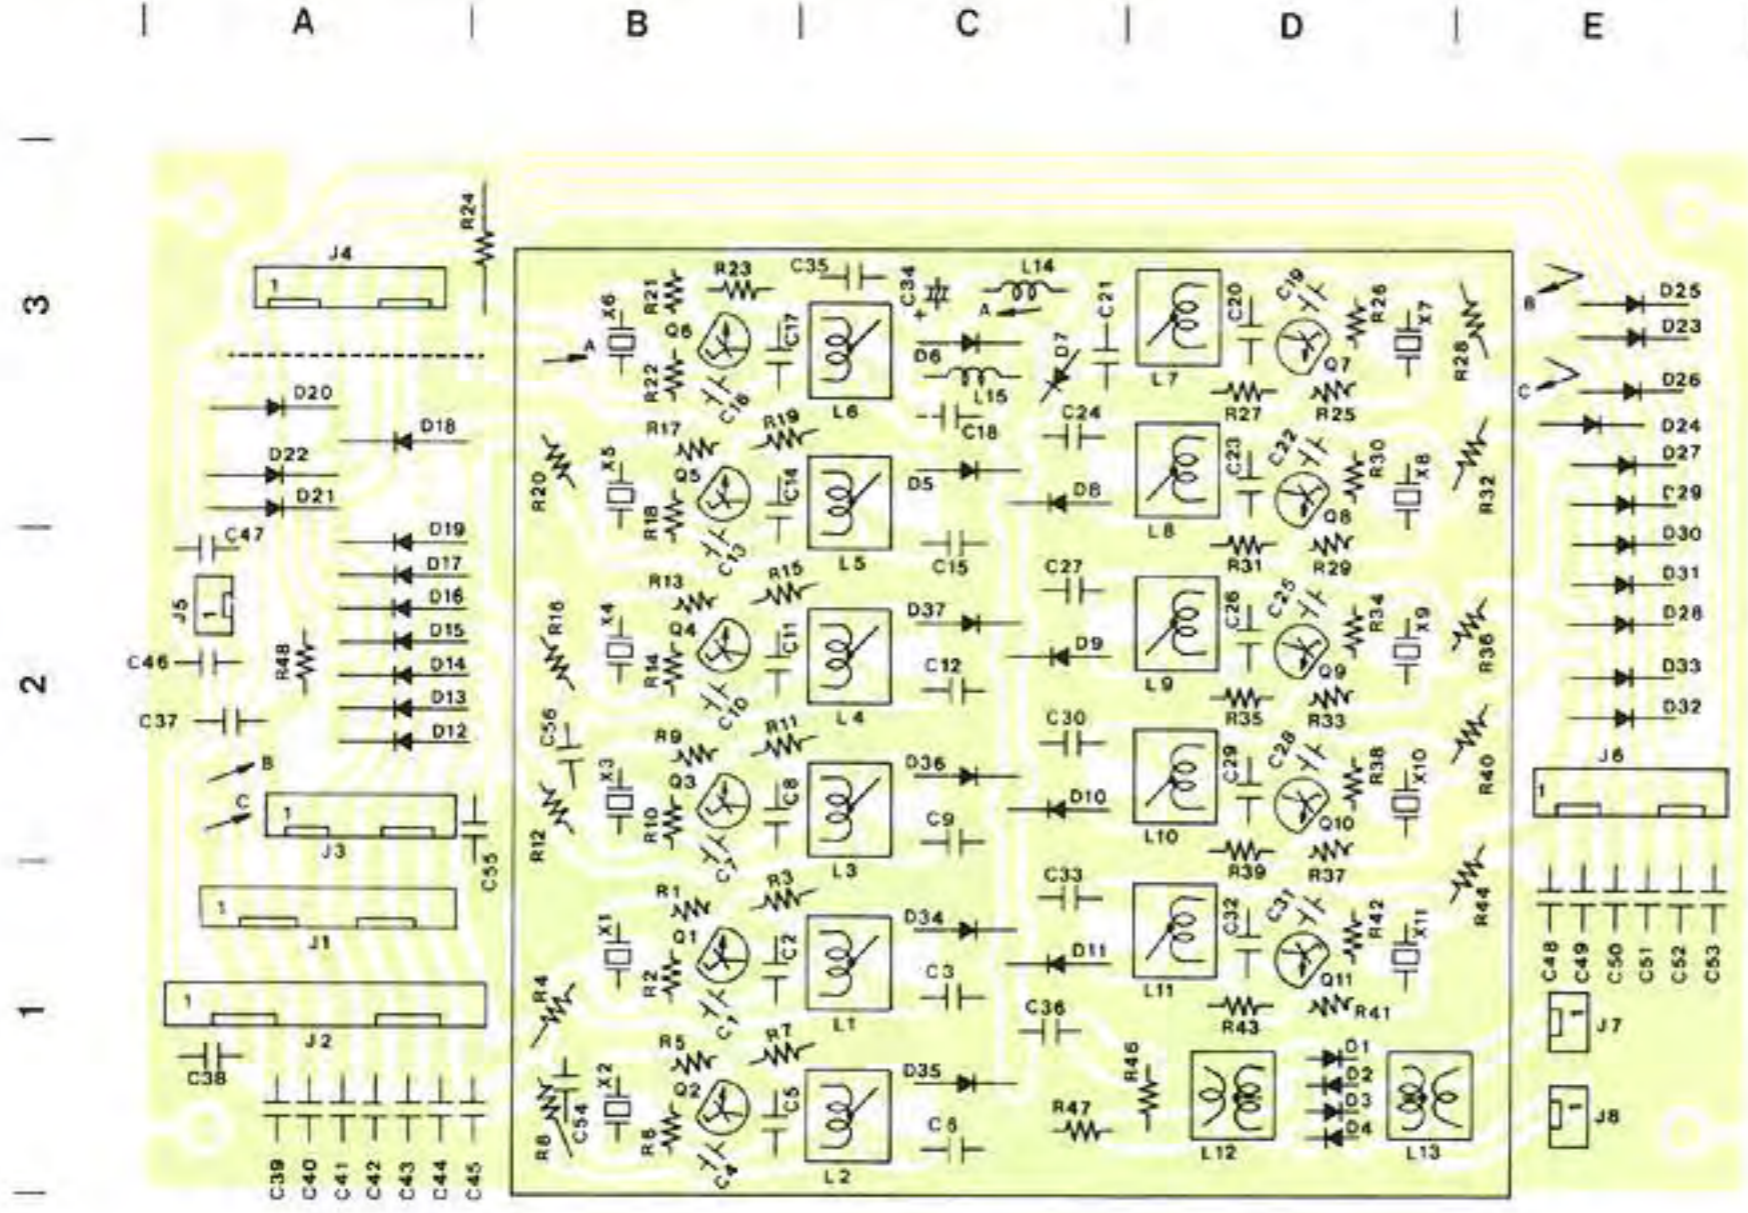 A B C D E
3
R24
J4
1
R21 R23 C35 C34 L14 C21 C20 C19 R26 X7 B D25
X6 Q6 C17 A D7 D23
A R22 C16 L6 D6 L15 L7 R27 Q7 R25 R28 C D26
D20 D18 R17 R19 C18 C24 D24
D22 R20 X5 Q5 C14 D5 D8 C23 C22 R30 X8 R32 D27
D21 R18 C13 L5 L8 Q8 D29
C47 D19 C15 R31 R29 D30
D17 R13 R15 C27 D31
J5 1 D16 R16 X4 Q4 C11 D37 C26 C25 R34 X9 D28
2
C46 R48 D15 R14 D9 R36
D14 C10 C12 L9 Q9 D33
C37 D13 L4 R35 R33 D32
D12 C56 R9 R11 C30
B X3 Q3 C8 D36 C29 C28 R38 X10 R40 J6
C 1 R12 R10 D10 1
J3 C7 L3 C9 L10 Q10
C55 R39 R37
1 R1 R3 C33 R44
J1 X1 Q1 C2 D34 C32 C31 R42 X11
R2 D11 C48 C49 C50 C51 C52 C53
1
1 R4 C1 C3 L11 Q11
J2 L1 C36 R43 R41 1 J7
C38 R5 R7 R46 D1
X2 Q2 C5 D35 D2
R8 C54 R6 R47 D3 1 J8
C4 C6 D4
L2 L12 L13
C39 C40 C41 C42 C43 C44 C45